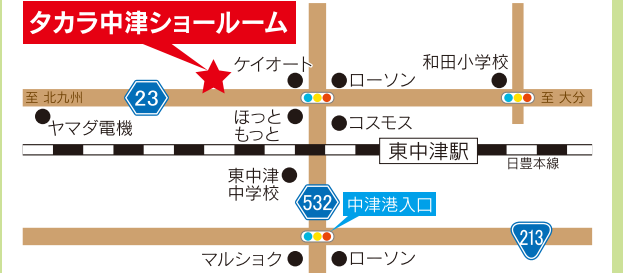 タカラ中津ショールーム
ケイオート
ローソン
和田小学校
至 北九州
23
至 大分
ヤマダ電機
ほっと
もっと
コスモス
東中津駅
日豊本線
東中津
中学校
532
中津港入口
213
マルショク
ローソン